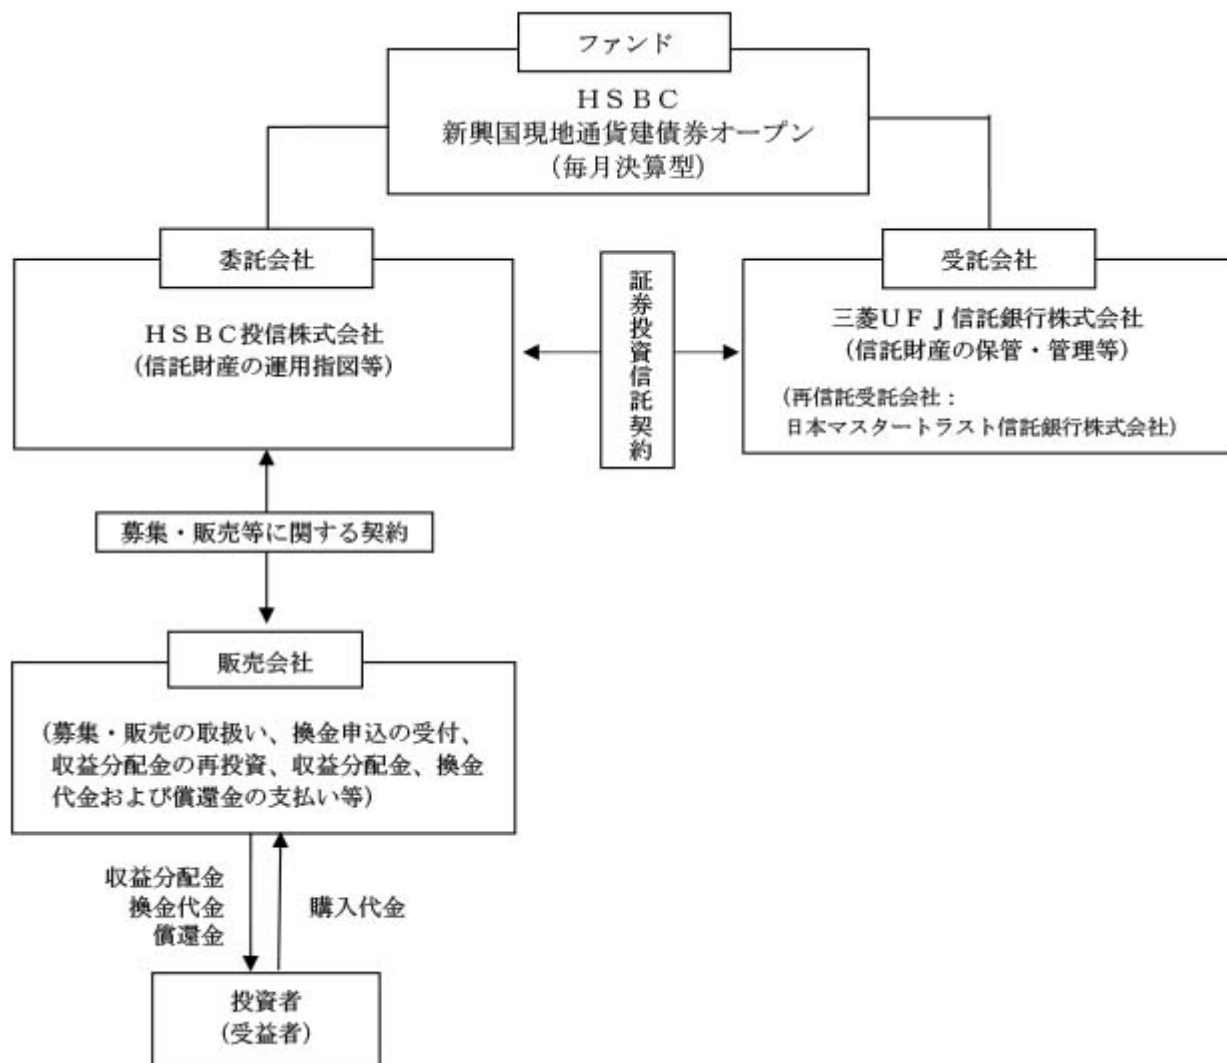 ファンド
ＨＳＢＣ
新興国現地通貨建債券オープン
（毎月決算型）
委託会社
ＨＳＢＣ投信株式会社
（信託財産の運用指図等）
証券投資信託契約
受託会社
三菱ＵＦＪ信託銀行株式会社
（信託財産の保管・管理等）
（再信託受託会社：
日本マスタートラスト信託銀行株式会社）
募集・販売等に関する契約
販売会社
（募集・販売の取扱い、換金申込の受付、
収益分配金の再投資、収益分配金、換金
代金および償還金の支払い等）
収益分配金
換金代金
償還金
購入代金
投資者
（受益者）